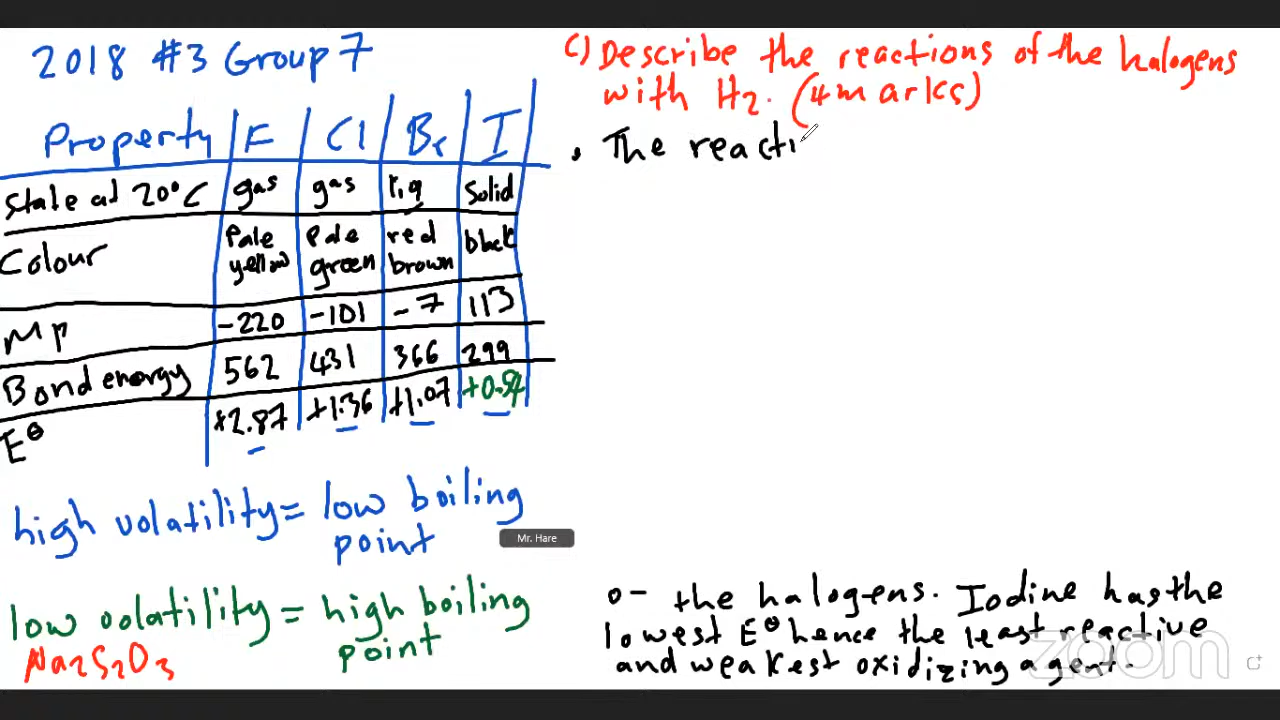 2018 #3 Group 7
Property F Cl Br I
State at 20°C gas gas liq solid
Colour pale yellow pale green red brown black
Mp -220 -101 -7 113
Bond energy 562 431 366 299
E⦵ +2.87 +1.36 +1.07 +0.54
high volatility = low boiling
point
low volatility = high boiling
point
Na2S2O3
c) Describe the reactions of the halogens
with H2. (4 marks)
• The reacti
Mr. Hare
o- the halogens. Iodine has the
lowest E⦵ hence the least reactive
and weakest oxidizing agent.
zoom